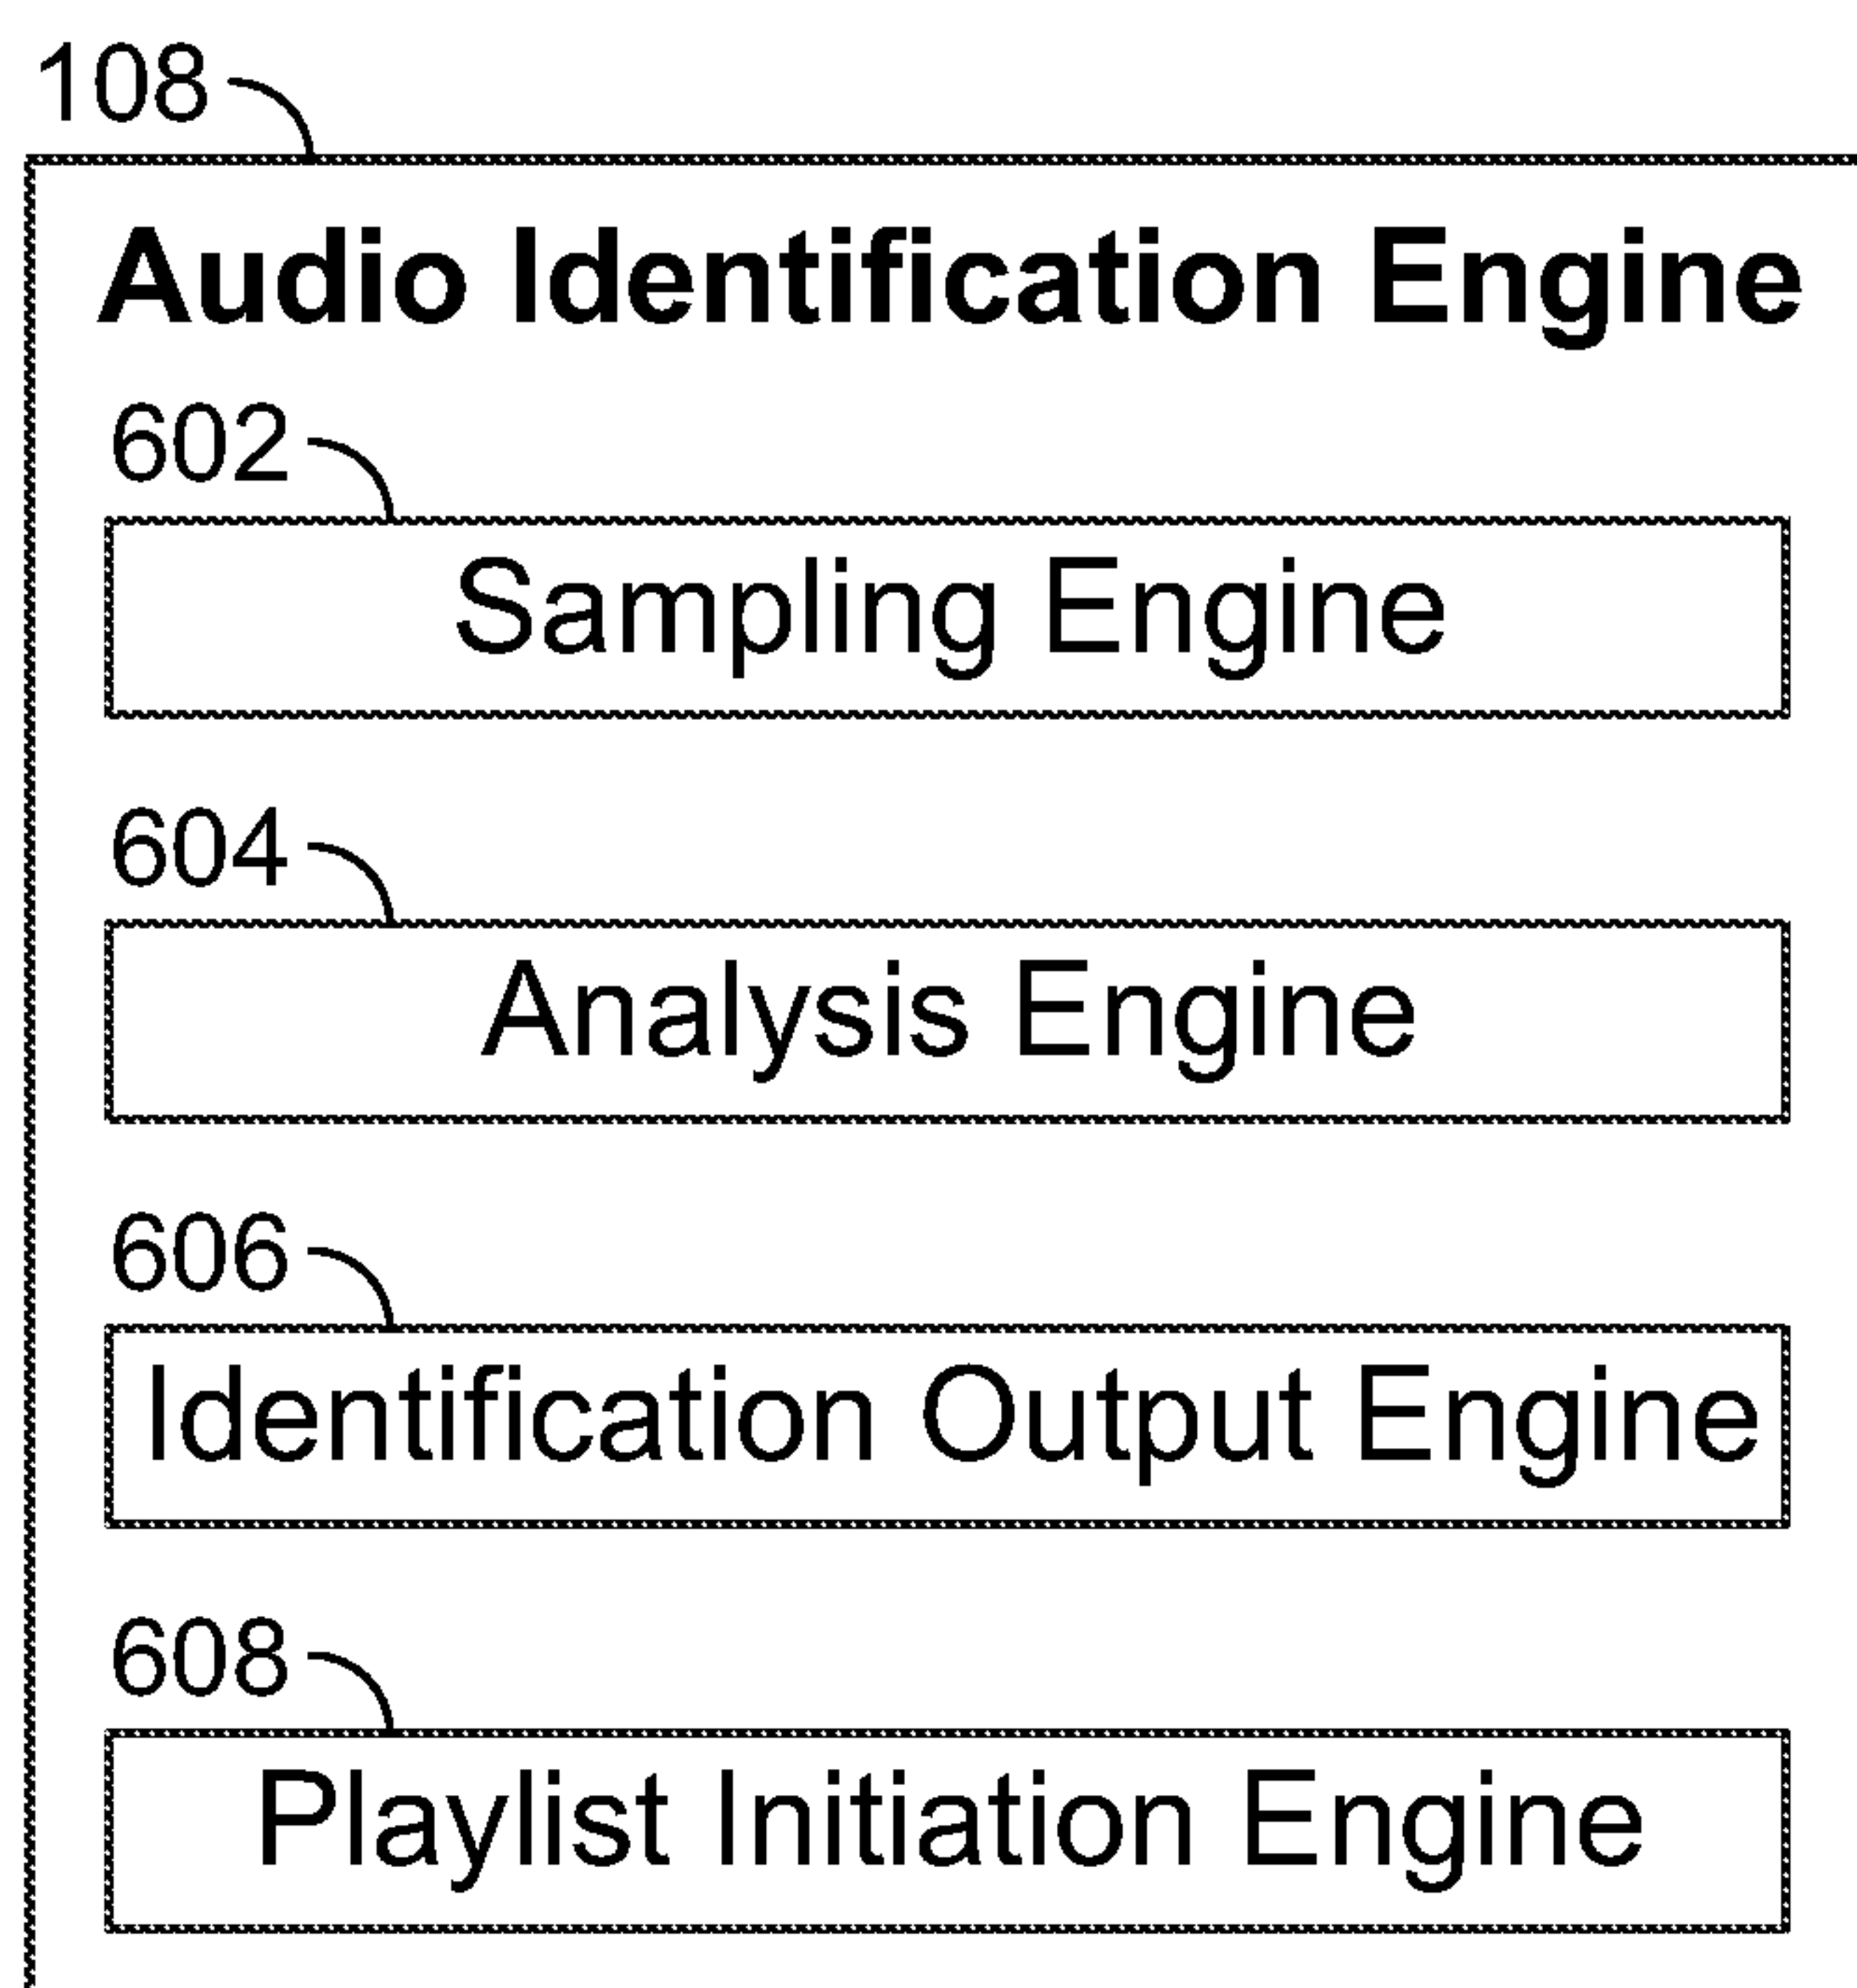 108
Audio Identification Engine
602
Sampling Engine
604
Analysis Engine
606
Identification Output Engine
608
Playlist Initiation Engine